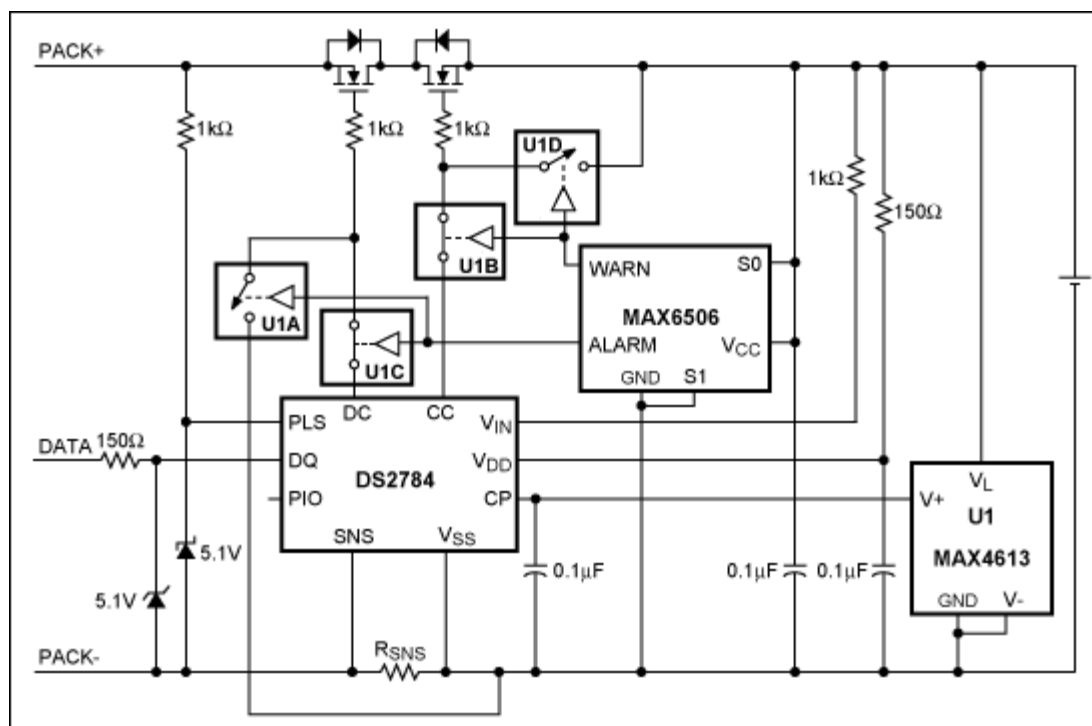 PACK+
1kΩ
1kΩ
1kΩ
U1D
1kΩ
150Ω
U1B
WARN
S0
MAX6506
U1A
ALARM
VCC
U1C
GND
S1
DC
CC
PLS
VIN
DATA
150Ω
DQ
VDD
DS2784
PIO
CP
V+
VL
U1
SNS
VSS
MAX4613
5.1V
0.1µF
0.1µF
0.1µF
5.1V
GND
V-
PACK-
RSNS